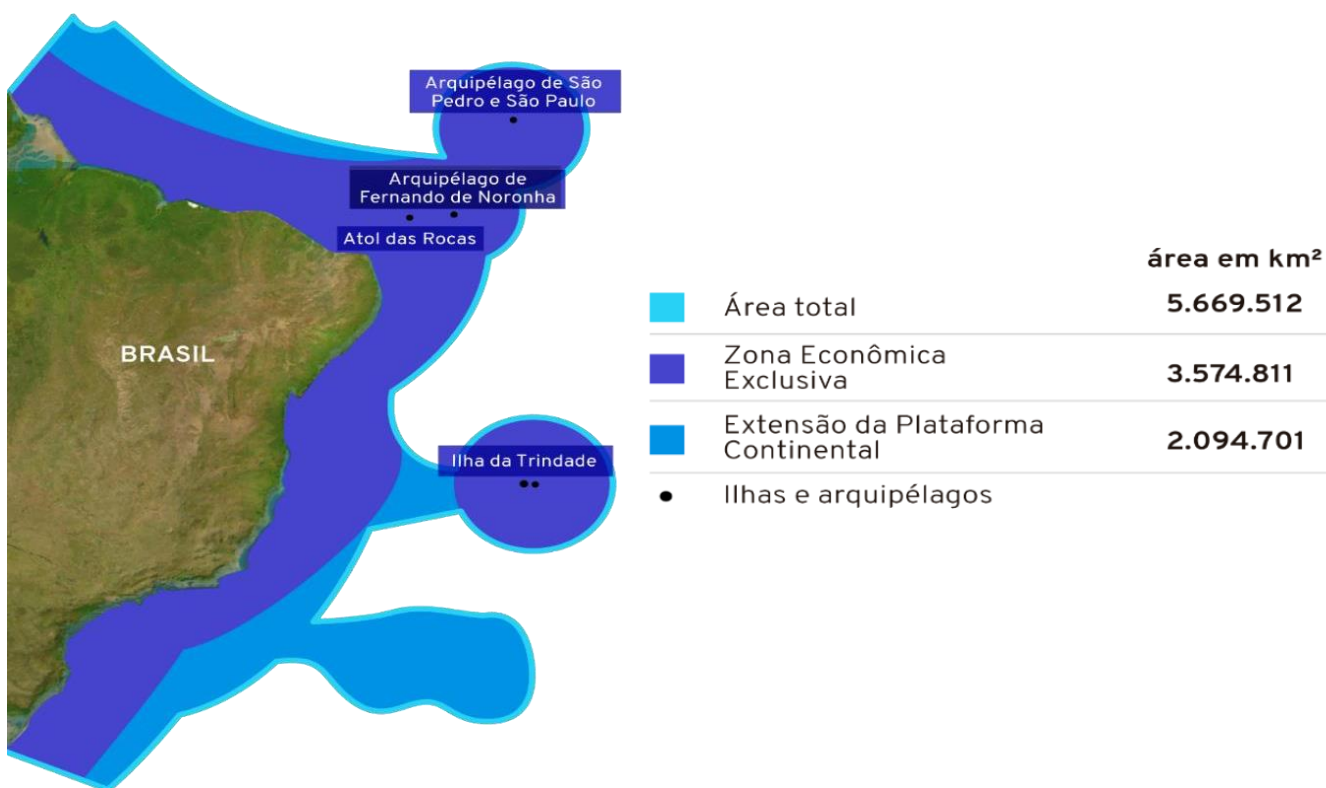 Arquipélago de São
Pedro e São Paulo
Arquipélago de
Fernando de Noronha
Atol das Rocas
BRASIL
Ilha da Trindade
área em km²
Área total 5.669.512
Zona Econômica
Exclusiva 3.574.811
Extensão da Plataforma
Continental 2.094.701
Ilhas e arquipélagos